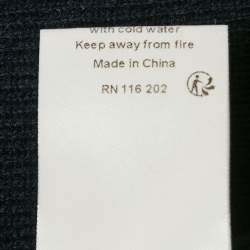 with cold water
Keep away from fire
Made in China
RN 116 202